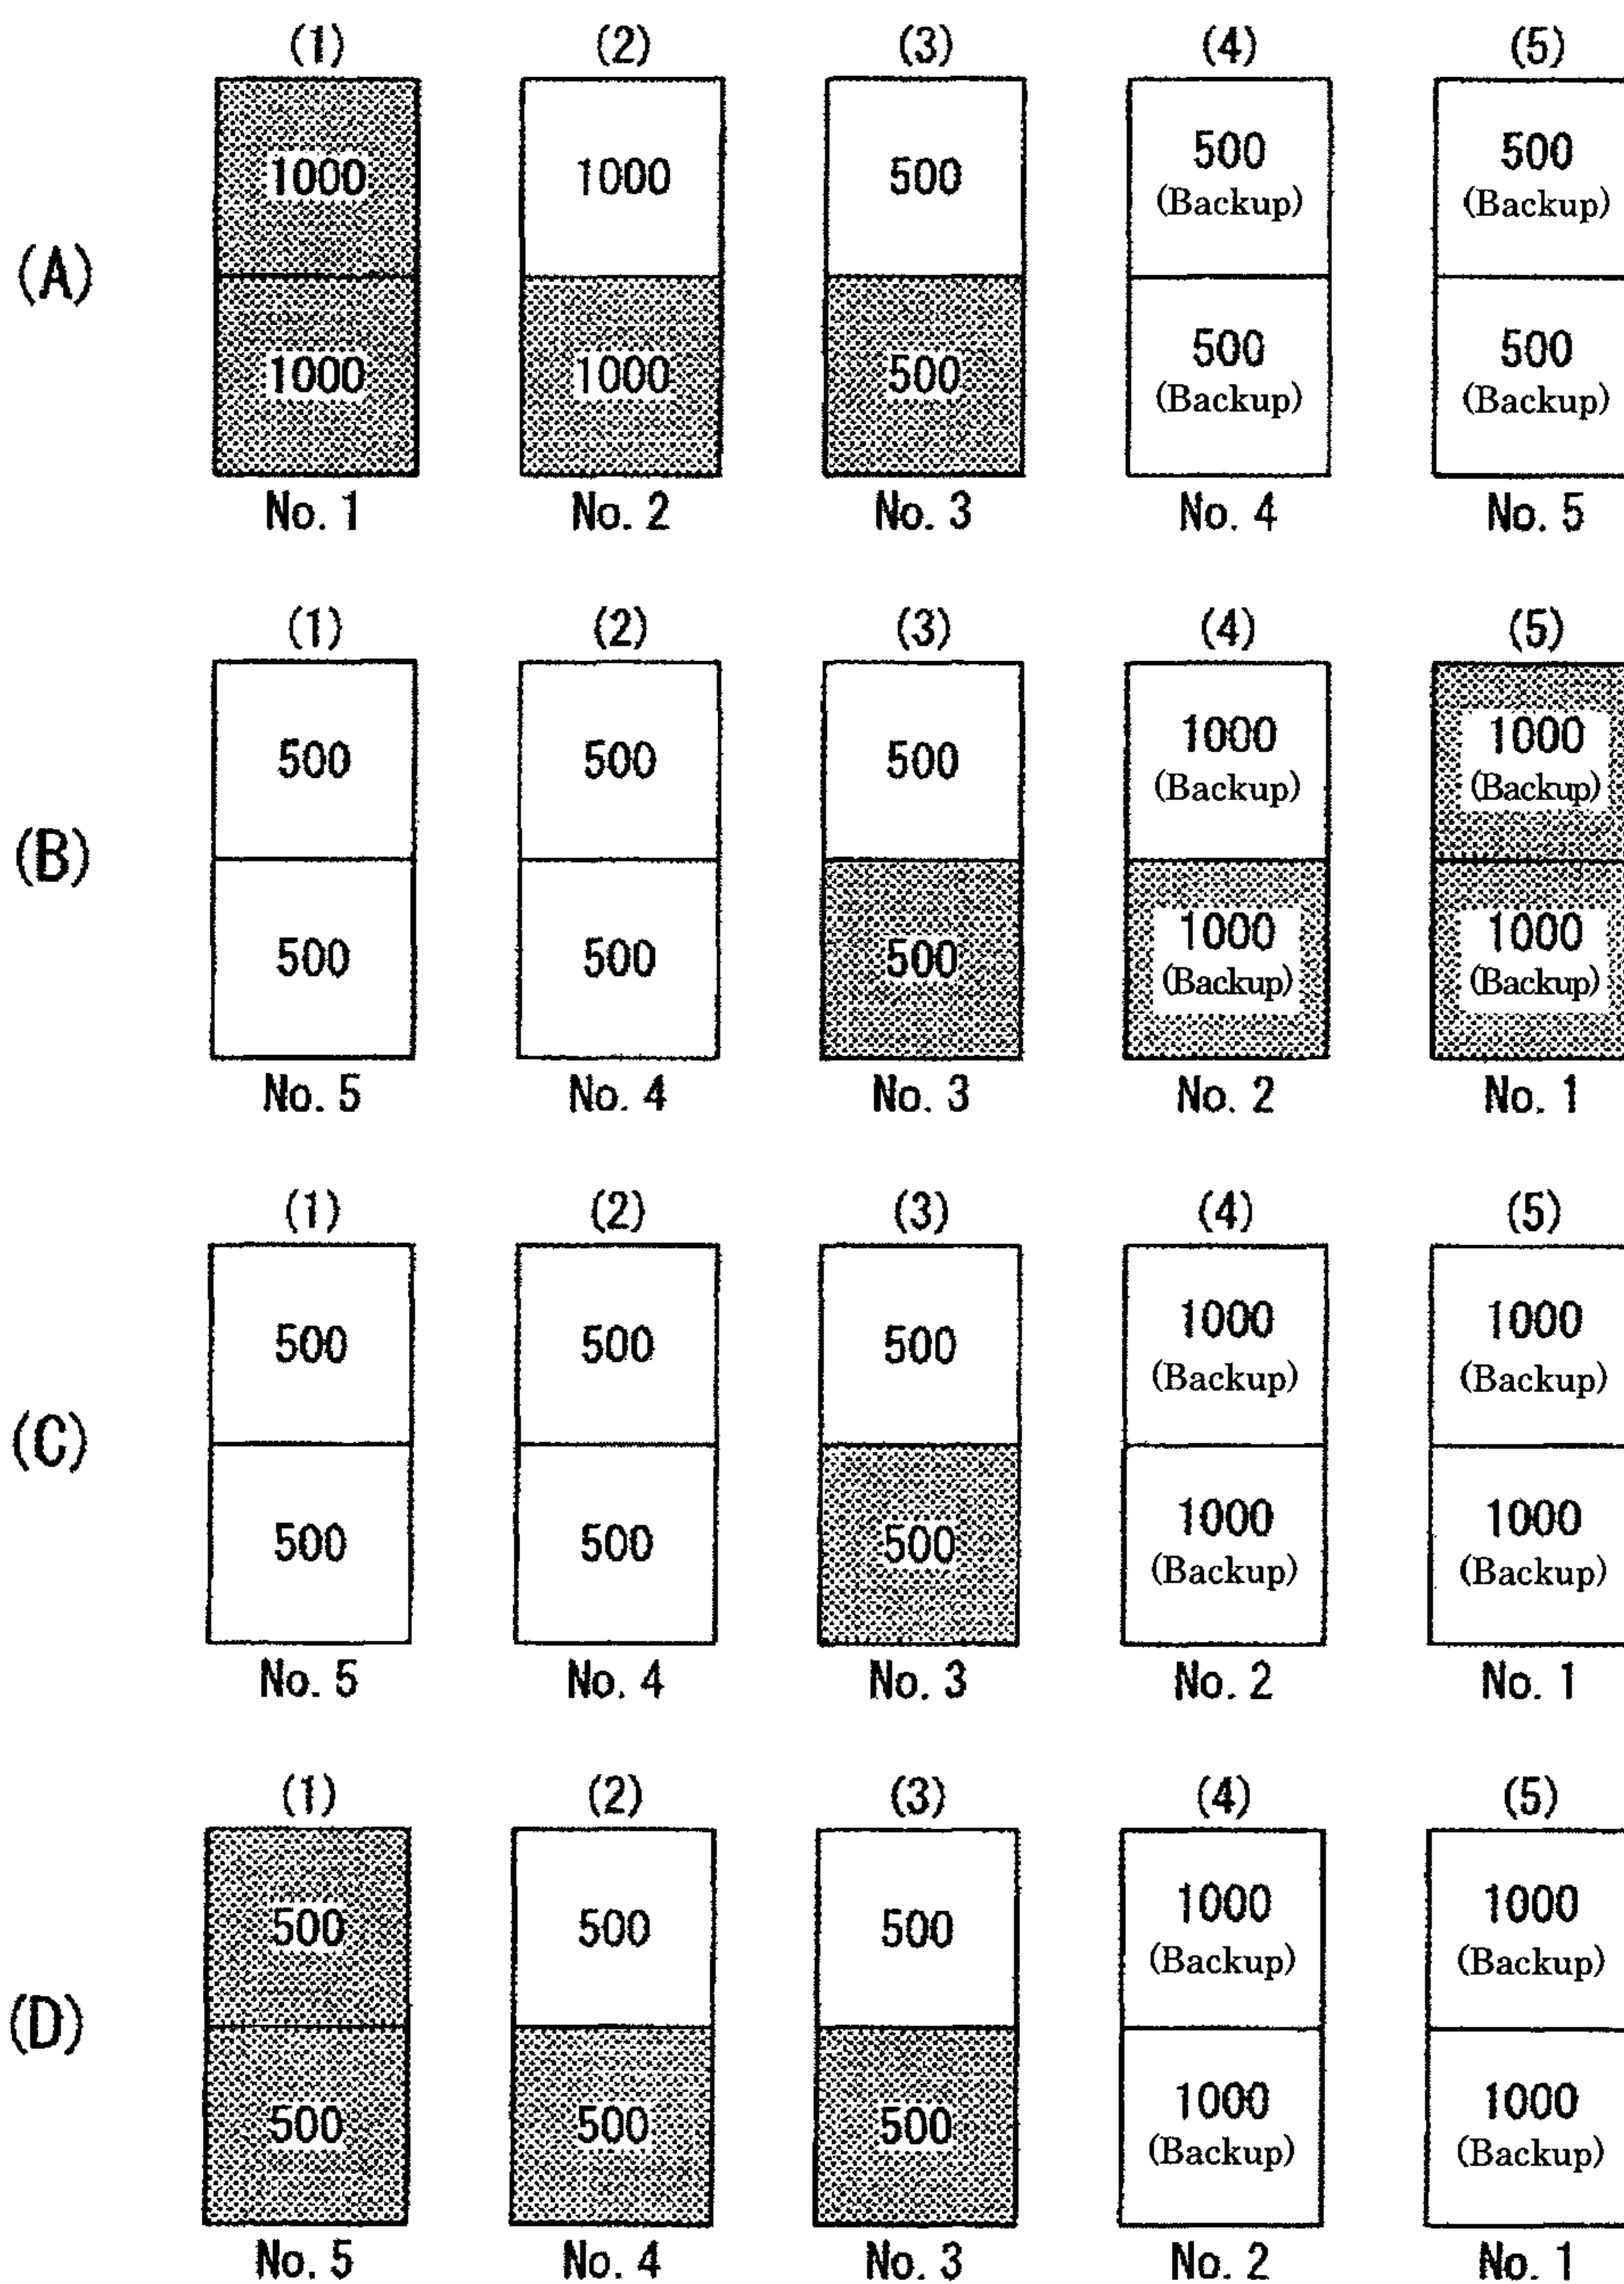 (1) (2) (3) (4) (5)
1000 1000 500 500 500
(Backup) (Backup)
(A)
1000 1000 500 500 500
(Backup) (Backup)
No. 1 No. 2 No. 3 No. 4 No. 5
(1) (2) (3) (4) (5)
500 500 500 1000 1000
(Backup) (Backup)
(B)
500 500 500 1000 1000
(Backup) (Backup)
No. 5 No. 4 No. 3 No. 2 No. 1
(1) (2) (3) (4) (5)
500 500 500 1000 1000
(Backup) (Backup)
(C)
500 500 500 1000 1000
(Backup) (Backup)
No. 5 No. 4 No. 3 No. 2 No. 1
(1) (2) (3) (4) (5)
500 500 500 1000 1000
(Backup) (Backup)
(D)
500 500 500 1000 1000
(Backup) (Backup)
No. 5 No. 4 No. 3 No. 2 No. 1